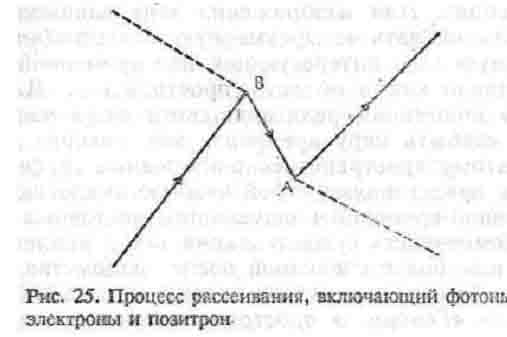 В
А
Рис. 25. Процесс рассеивания, включающий фотоны
электроны и позитрон